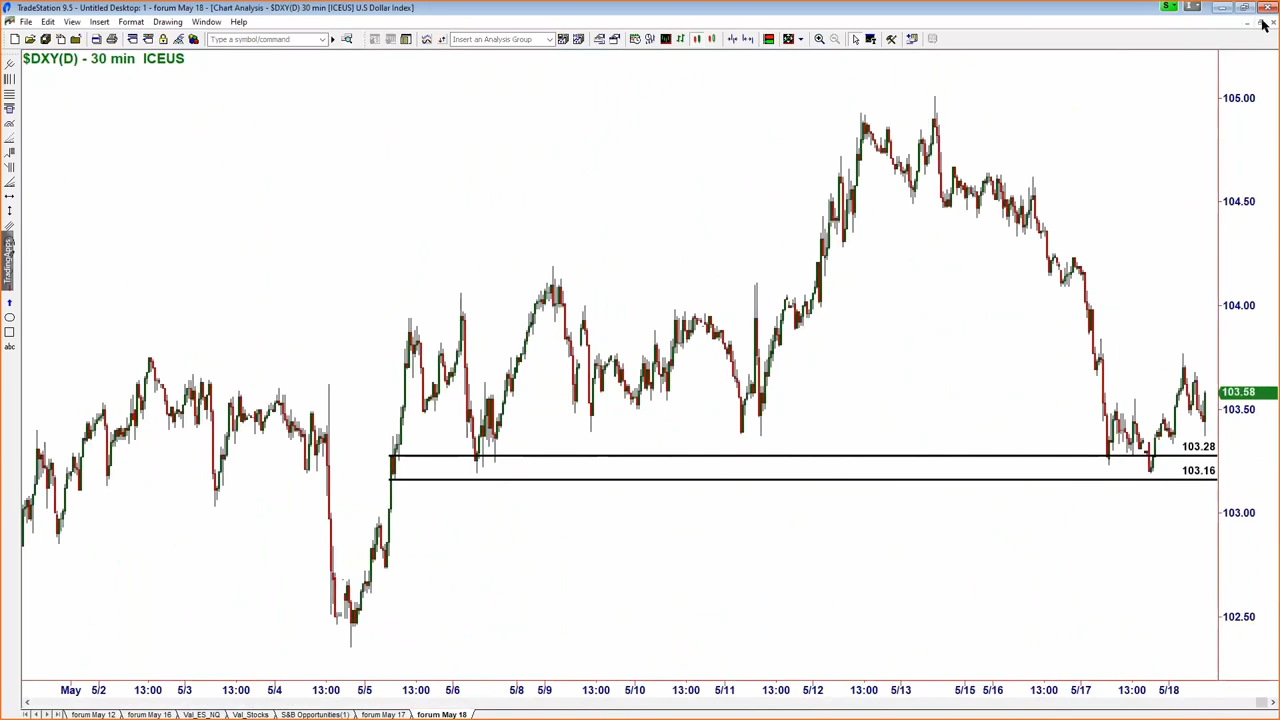 TradeStation 9.5 - Untitled Desktop: 1 - forum May 18 - [Chart Analysis - $DXY(D) 30 min [ICEUS] U.S Dollar Index]
File Edit View Insert Format Drawing Window Help
Type a symbol/command Insert an Analysis Group
$DXY(D) - 30 min ICEUS
105.00
104.50
104.00
103.58
103.50
103.28
103.16
103.00
102.50
TradingApps
abc
May 5/2 13:00 5/3 13:00 5/4 13:00 5/5 13:00 5/6 5/8 5/9 13:00 5/10 13:00 5/11 13:00 5/12 13:00 5/13 5/15 5/16 13:00 5/17 13:00 5/18
forum May 12 forum May 16 Val_ES_NQ Val_Stocks S&B Opportunities(1) forum May 17 forum May 18